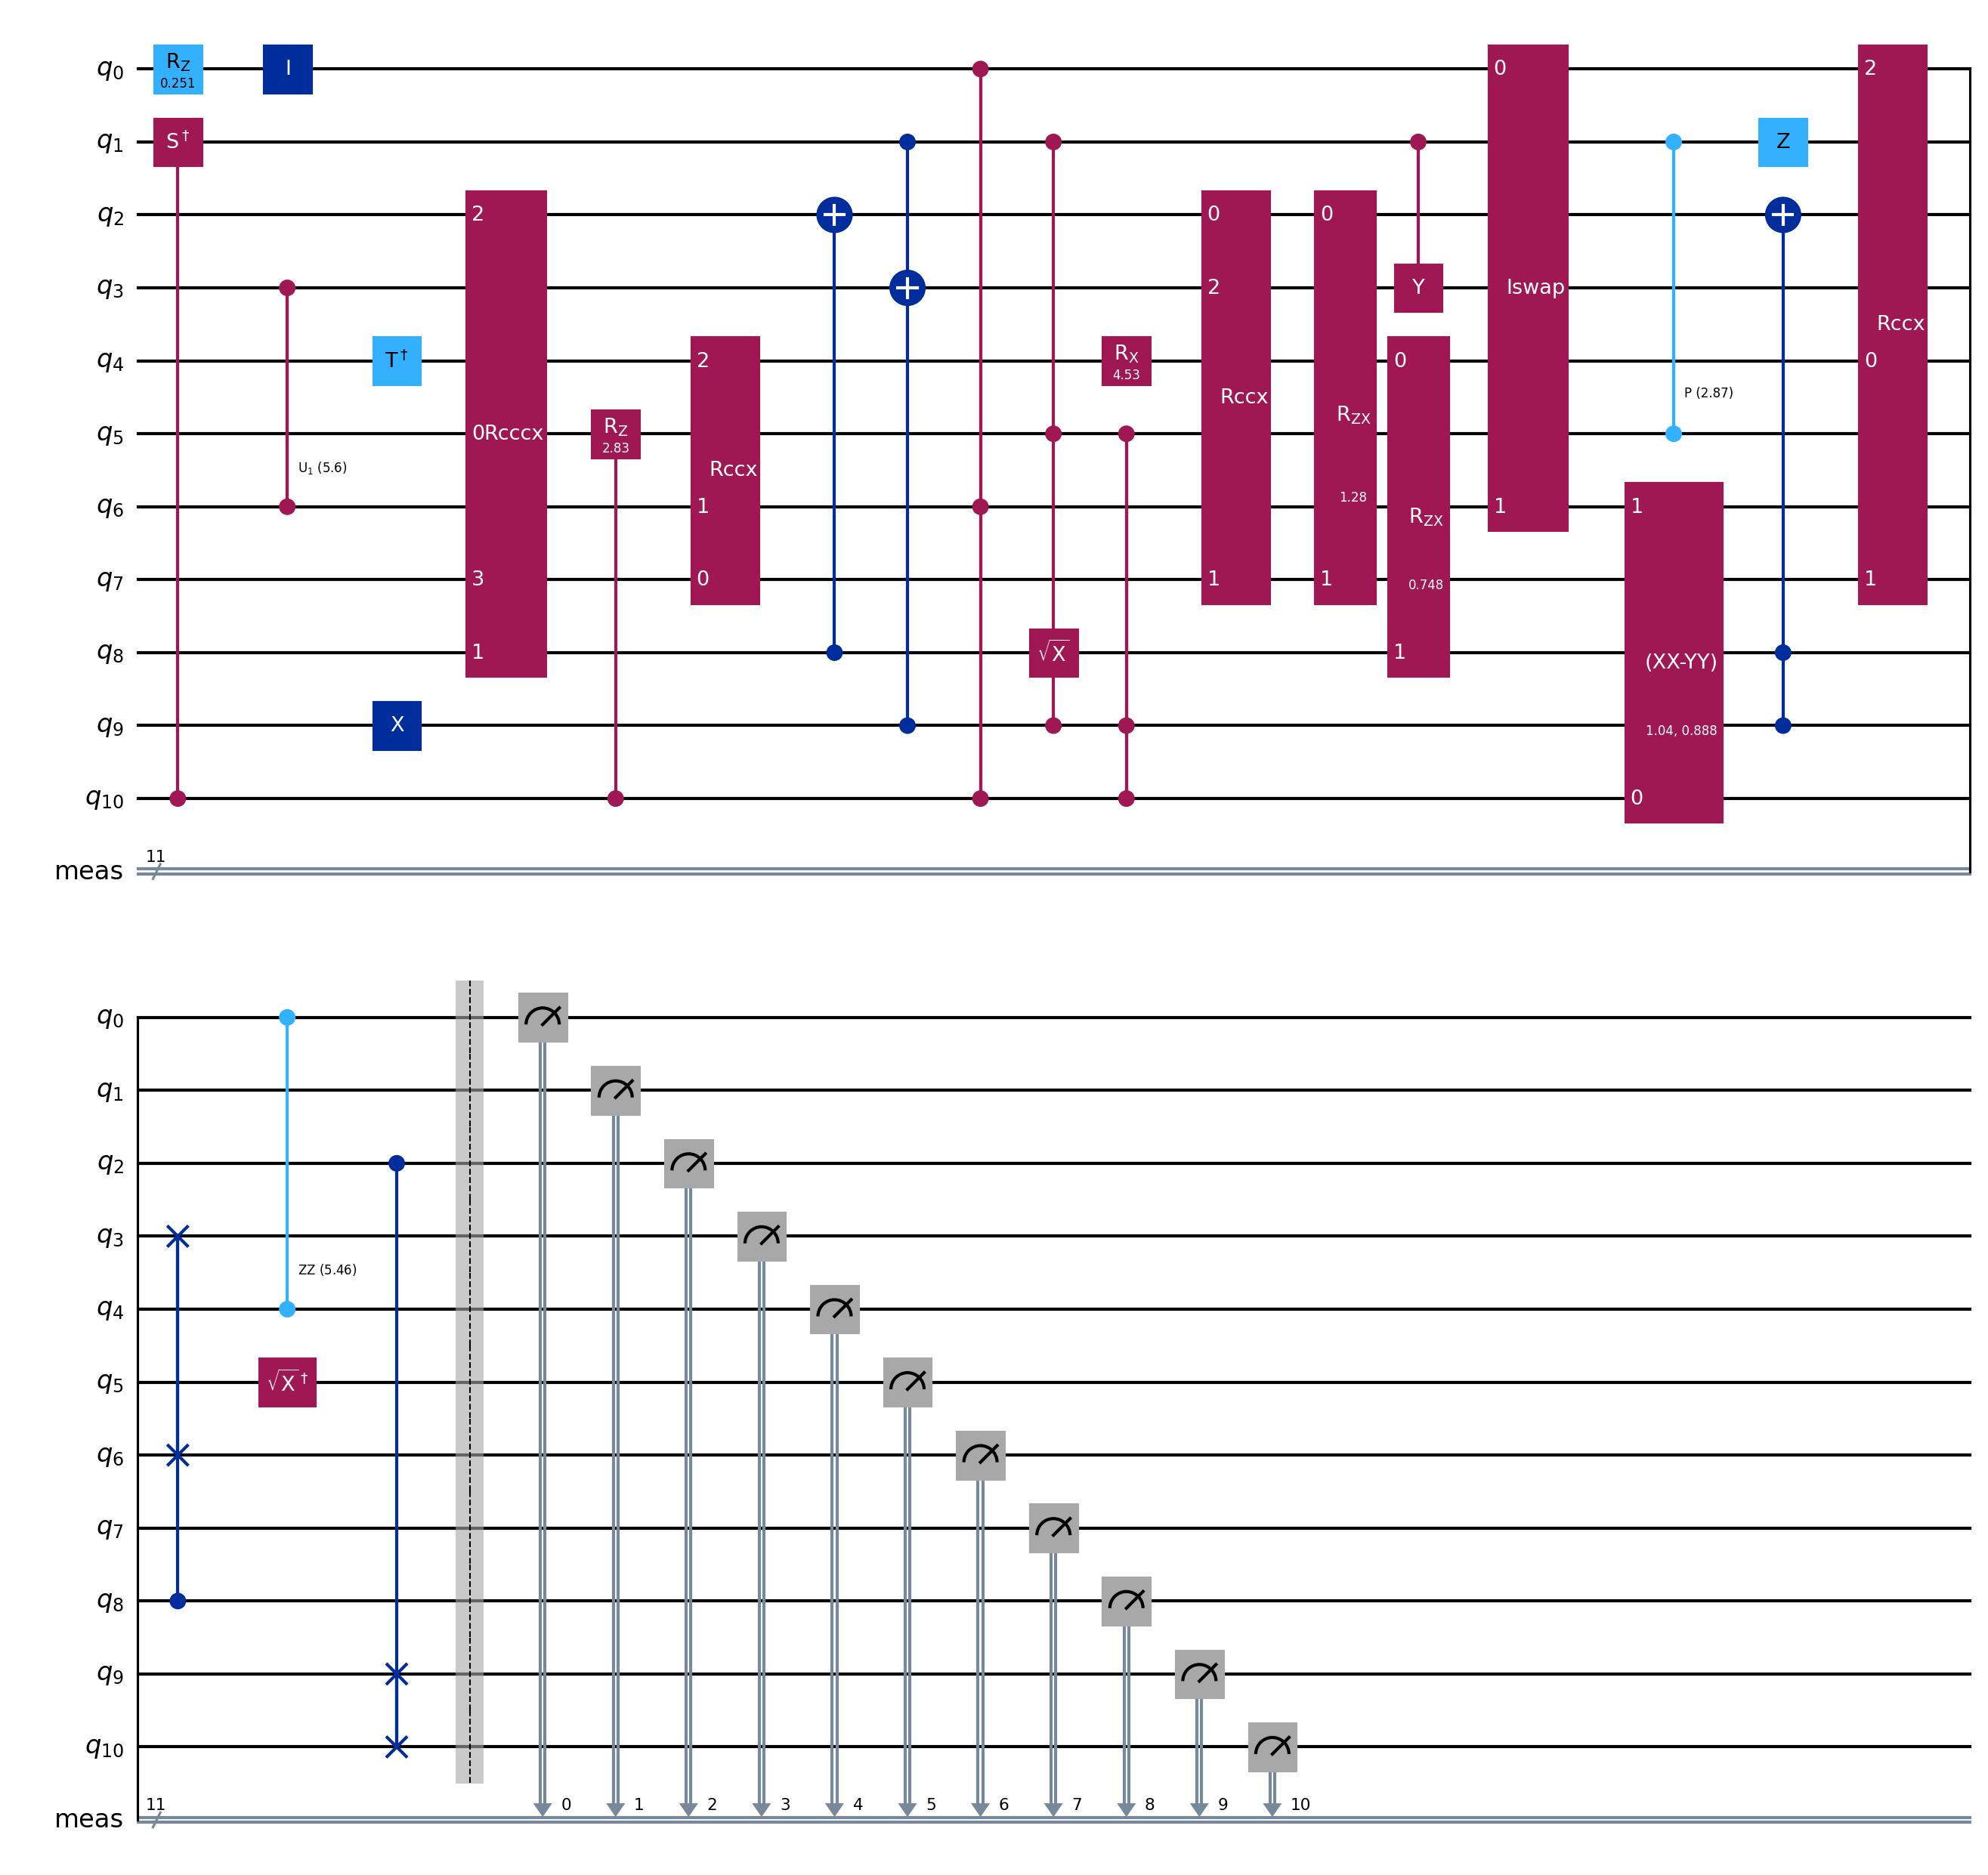 q0 RZ 0.251 I 0 2
q1 S† Z
q2 2 0 0
q3 2 Y Iswap
Rccx
q4 T† 2 RX 4.53 0 0
Rccx P (2.87)
RZX
q5 0Rcccx RZ 2.83
U1 (5.6) Rccx
1.28
q6 1 1 1
RZX
q7 3 0 1 1 0.748 1
q8 1 √X 1 (XX-YY)
q9 X 1.04, 0.888
q10 0
meas 11
q0
q1
q2
q3
ZZ (5.46)
q4
q5 √X†
q6
q7
q8
q9
q10
meas 11 0 1 2 3 4 5 6 7 8 9 10